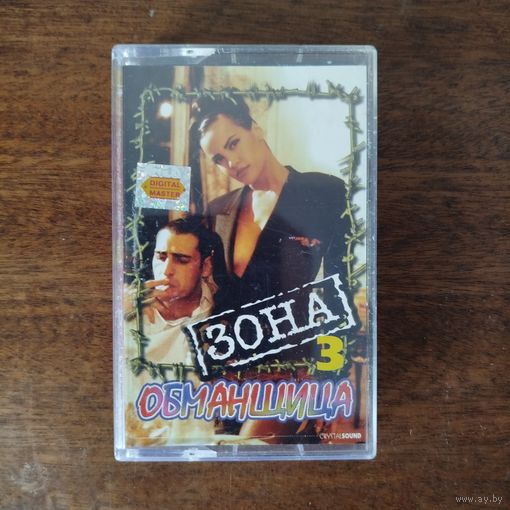 DIGITAL
MASTER
ЗОНА
3
ОБМАНЩИЦА
CRYSTALSOUND
www.ay.by